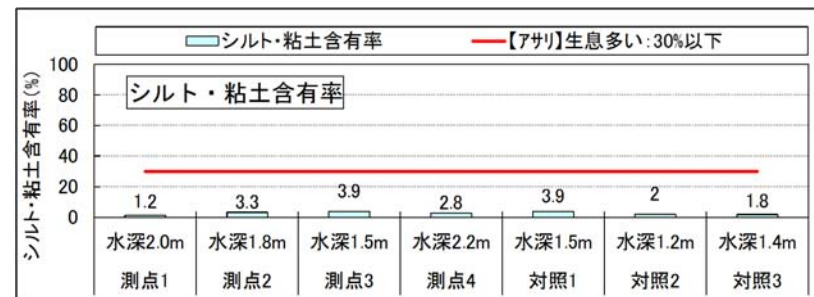 シルト・粘土含有率 【アサリ】生息多い：30%以下
シルト・粘土含有率(%)
100
80
60
40
20
0
シルト・粘土含有率
1.2 3.3 3.9 2.8 3.9 2 1.8
水深2.0m 水深1.8m 水深1.5m 水深2.2m 水深1.5m 水深1.2m 水深1.4m
測点1 測点2 測点3 測点4 対照1 対照2 対照3